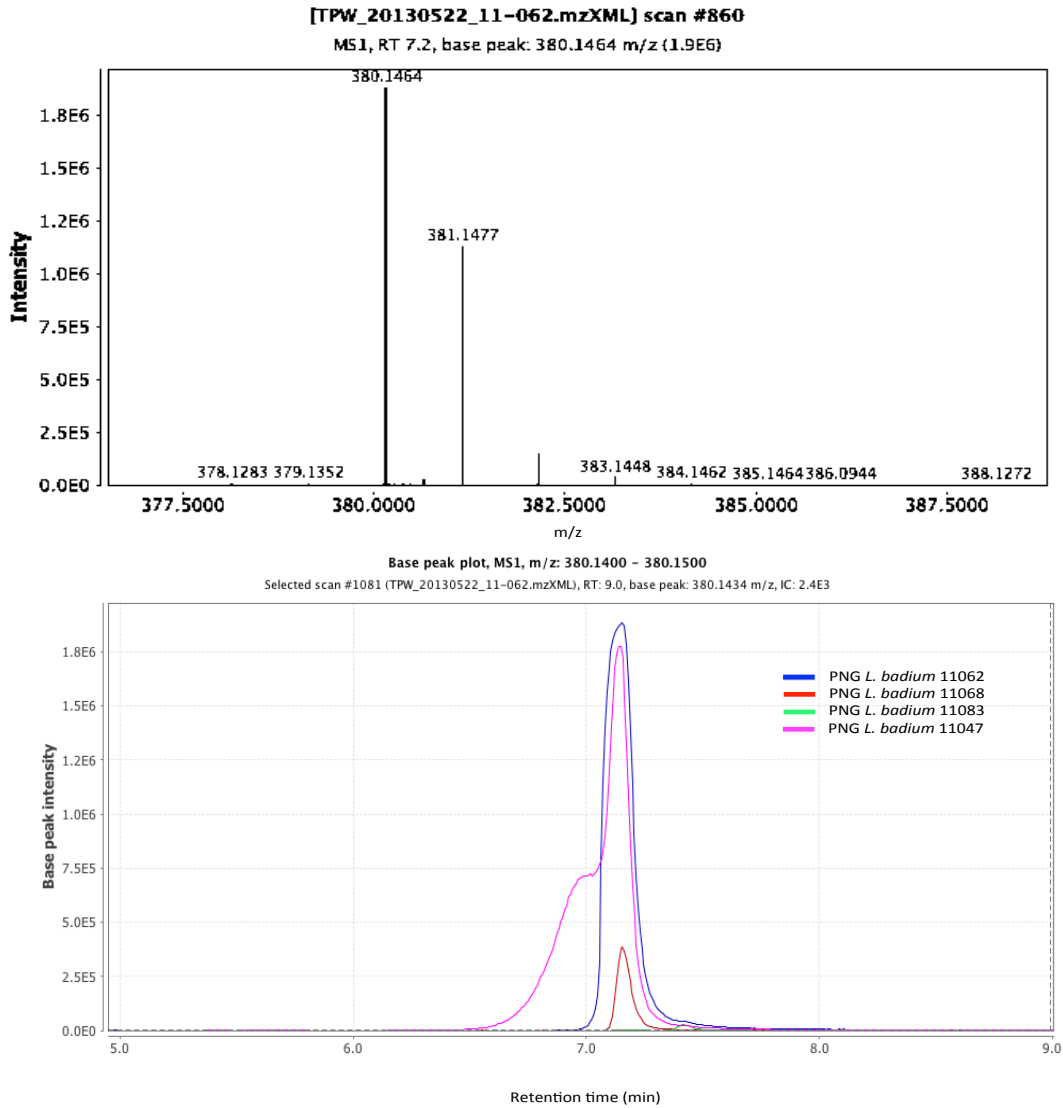 [TPW_20130522_11-062.mzXML] scan #860
MS1, RT 7.2, base peak: 380.1464 m/z (1.9E6)
380.1464
1.8E6
1.5E6
1.2E6
381.1477
1.0E6
Intensity
7.5E5
5.0E5
2.5E5
378.1283 379.1352 383.1448 384.1462 385.1464 386.0944 388.1272
0.0E0
377.5000 380.0000 382.5000 385.0000 387.5000
m/z
Base peak plot, MS1, m/z: 380.1400 - 380.1500
Selected scan #1081 (TPW_20130522_11-062.mzXML), RT: 9.0, base peak: 380.1434 m/z, IC: 2.4E3
1.8E6
PNG L. badium 11062
PNG L. badium 11068
1.5E6
PNG L. badium 11083
PNG L. badium 11047
1.2E6
1.0E6
Base peak intensity
7.5E5
5.0E5
2.5E5
0.0E0
5.0 6.0 7.0 8.0 9.0
Retention time (min)